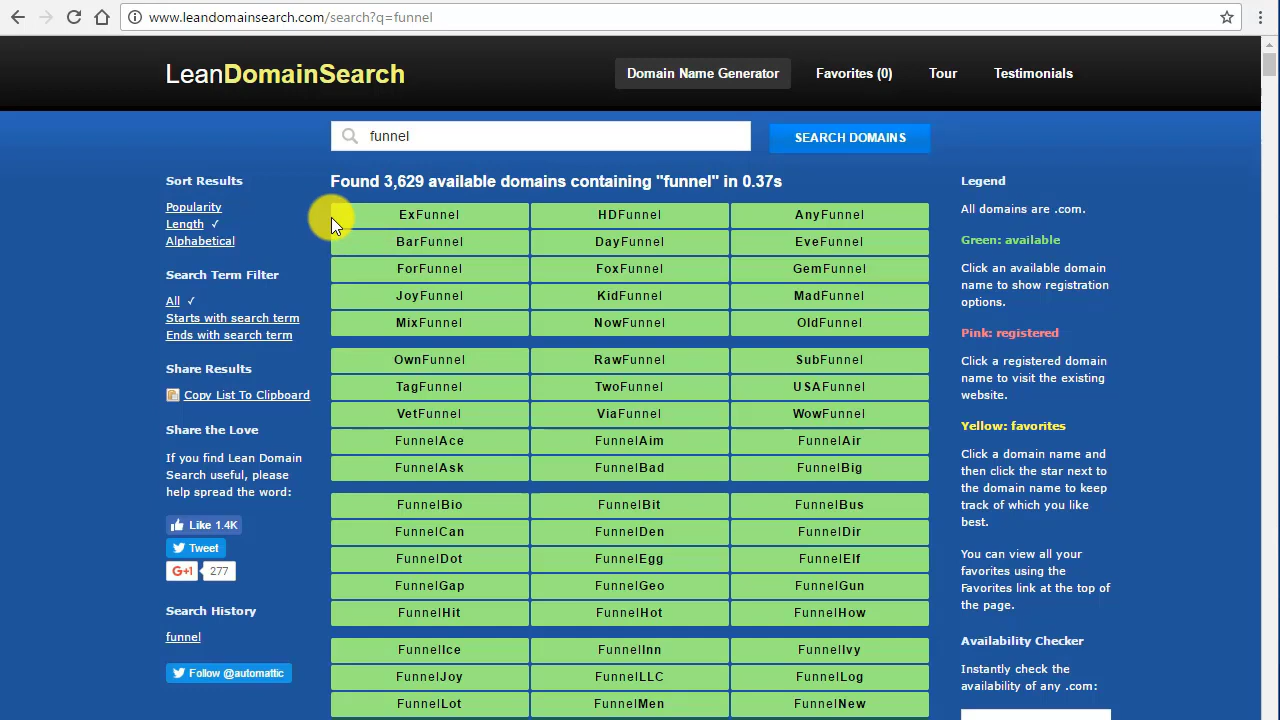 www.leandomainsearch.com/search?q=funnel
LeanDomainSearch
Domain Name Generator Favorites (0) Tour Testimonials
funnel
SEARCH DOMAINS
Sort Results
Popularity
Length ✓
Alphabetical
Search Term Filter
All ✓
Starts with search term
Ends with search term
Share Results
Copy List To Clipboard
Share the Love
If you find Lean Domain
Search useful, please
help spread the word:
Like 1.4K
Tweet
G+1 277
Search History
funnel
Follow @automattic
Found 3,629 available domains containing "funnel" in 0.37s
ExFunnel HDFunnel AnyFunnel
BarFunnel DayFunnel EveFunnel
ForFunnel FoxFunnel GemFunnel
JoyFunnel KidFunnel MadFunnel
MixFunnel NowFunnel OldFunnel
OwnFunnel RawFunnel SubFunnel
TagFunnel TwoFunnel USAFunnel
VetFunnel ViaFunnel WowFunnel
FunnelAce FunnelAim FunnelAir
FunnelAsk FunnelBad FunnelBig
FunnelBio FunnelBit FunnelBus
FunnelCan FunnelDen FunnelDir
FunnelDot FunnelEgg FunnelElf
FunnelGap FunnelGeo FunnelGun
FunnelHit FunnelHot FunnelHow
FunnelIce FunnelInn FunnelIvy
FunnelJoy FunnelLLC FunnelLog
FunnelLot FunnelMen FunnelNew
Legend
All domains are .com.
Green: available
Click an available domain
name to show registration
options.
Pink: registered
Click a registered domain
name to visit the existing
website.
Yellow: favorites
Click a domain name and
then click the star next to
the domain name to keep
track of which you like
best.
You can view all your
favorites using the
Favorites link at the top of
the page.
Availability Checker
Instantly check the
availability of any .com: